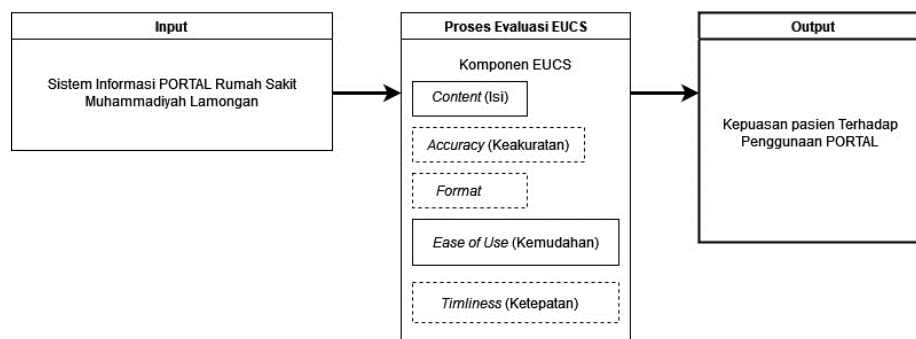 Input
Sistem Informasi PORTAL Rumah Sakit
Muhammadiyah Lamongan
Proses Evaluasi EUCS
Komponen EUCS
Content (Isi)
Accuracy (Keakuratan)
Format
Ease of Use (Kemudahan)
Timliness (Ketepatan)
Output
Kepuasan pasien Terhadap
Penggunaan PORTAL